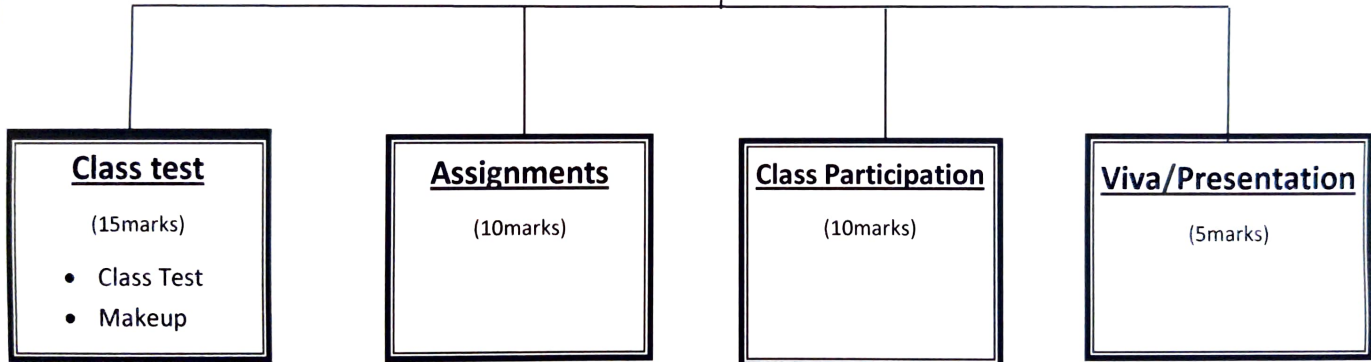 Class test
(15marks)
• Class Test
• Makeup
Assignments
(10marks)
Class Participation
(10marks)
Viva/Presentation
(5marks)